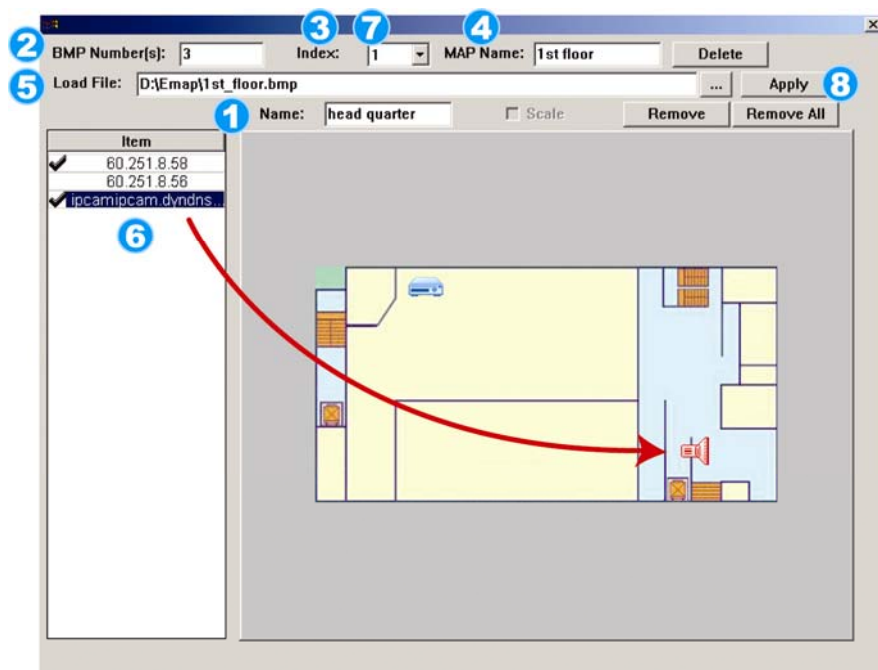 3 7 4
2 BMP Number(s): 3 Index: 1 MAP Name: 1st floor Delete
5 Load File: D:\Emap\1st_floor.bmp ... Apply 8
1 Name: head quarter Scale Remove Remove All
Item
60.251.8.58
60.251.8.56
ipcamipcam.dyndns...
6